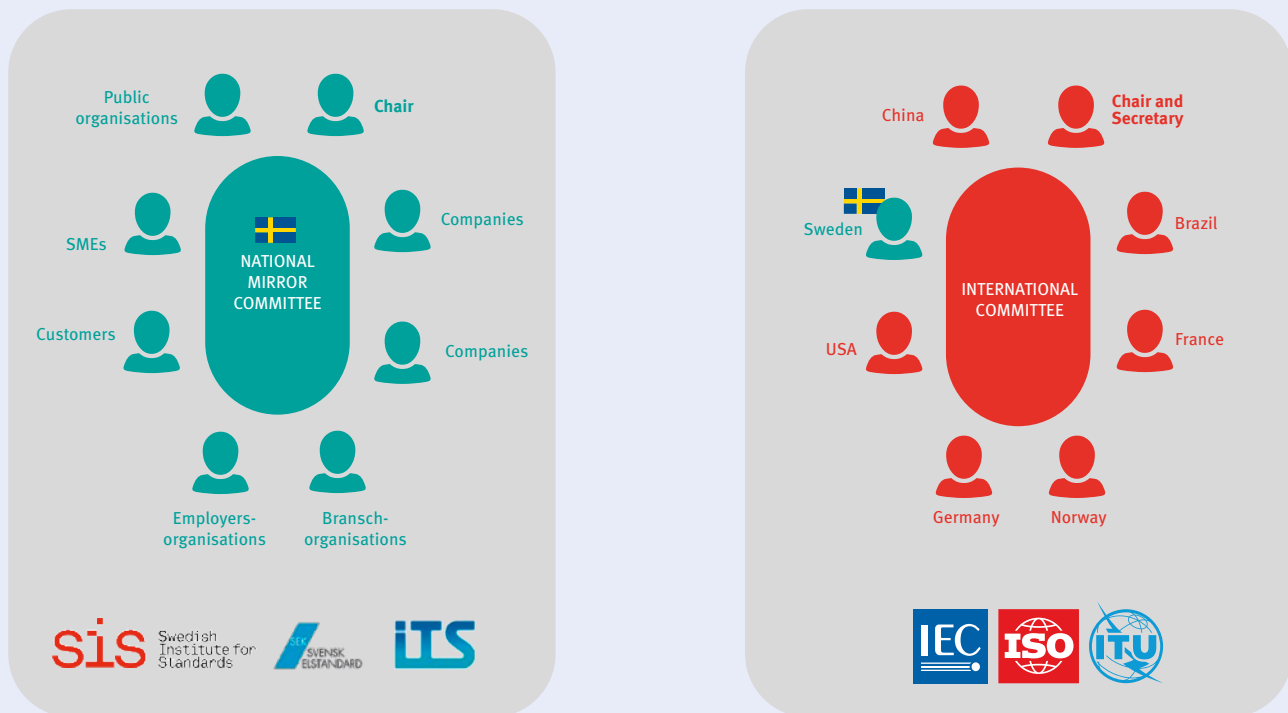 Public
organisations
Chair
SMEs
Companies
NATIONAL
MIRROR
COMMITTEE
Customers
Companies
Employers-
organisations
Bransch-
organisations
sis
Swedish
Institute for
Standards
SEK
SVENSK
ELSTANDARD
iTS
China
Chair and
Secretary
Sweden
Brazil
INTERNATIONAL
COMMITTEE
USA
France
Germany
Norway
IEC
ISO
ITU